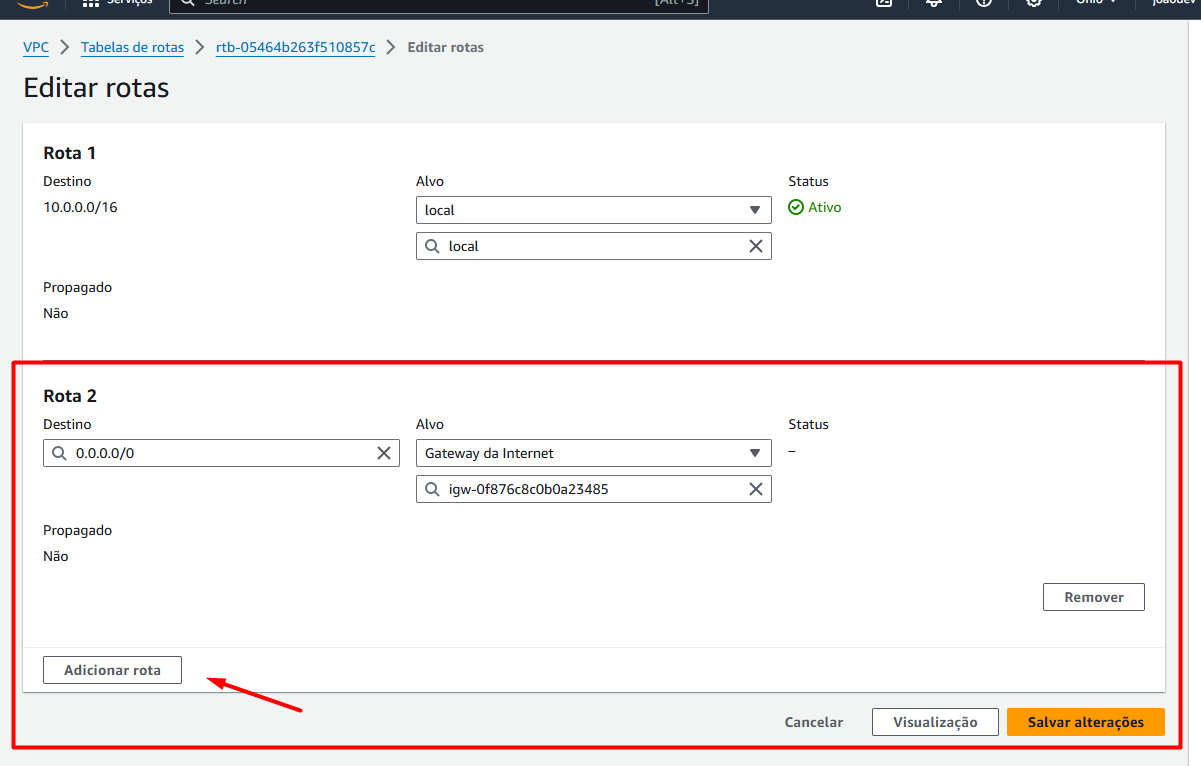 Serviços Search [Alt+S] Ohio joaodev
VPC > Tabelas de rotas > rtb-05464b263f510857c > Editar rotas
Editar rotas
Rota 1
Destino Alvo Status
10.0.0.0/16 local Ativo
local
Propagado
Não
Rota 2
Destino Alvo Status
0.0.0.0/0 Gateway da Internet –
igw-0f876c8c0b0a23485
Propagado
Não
Remover
Adicionar rota
Cancelar Visualização Salvar alterações